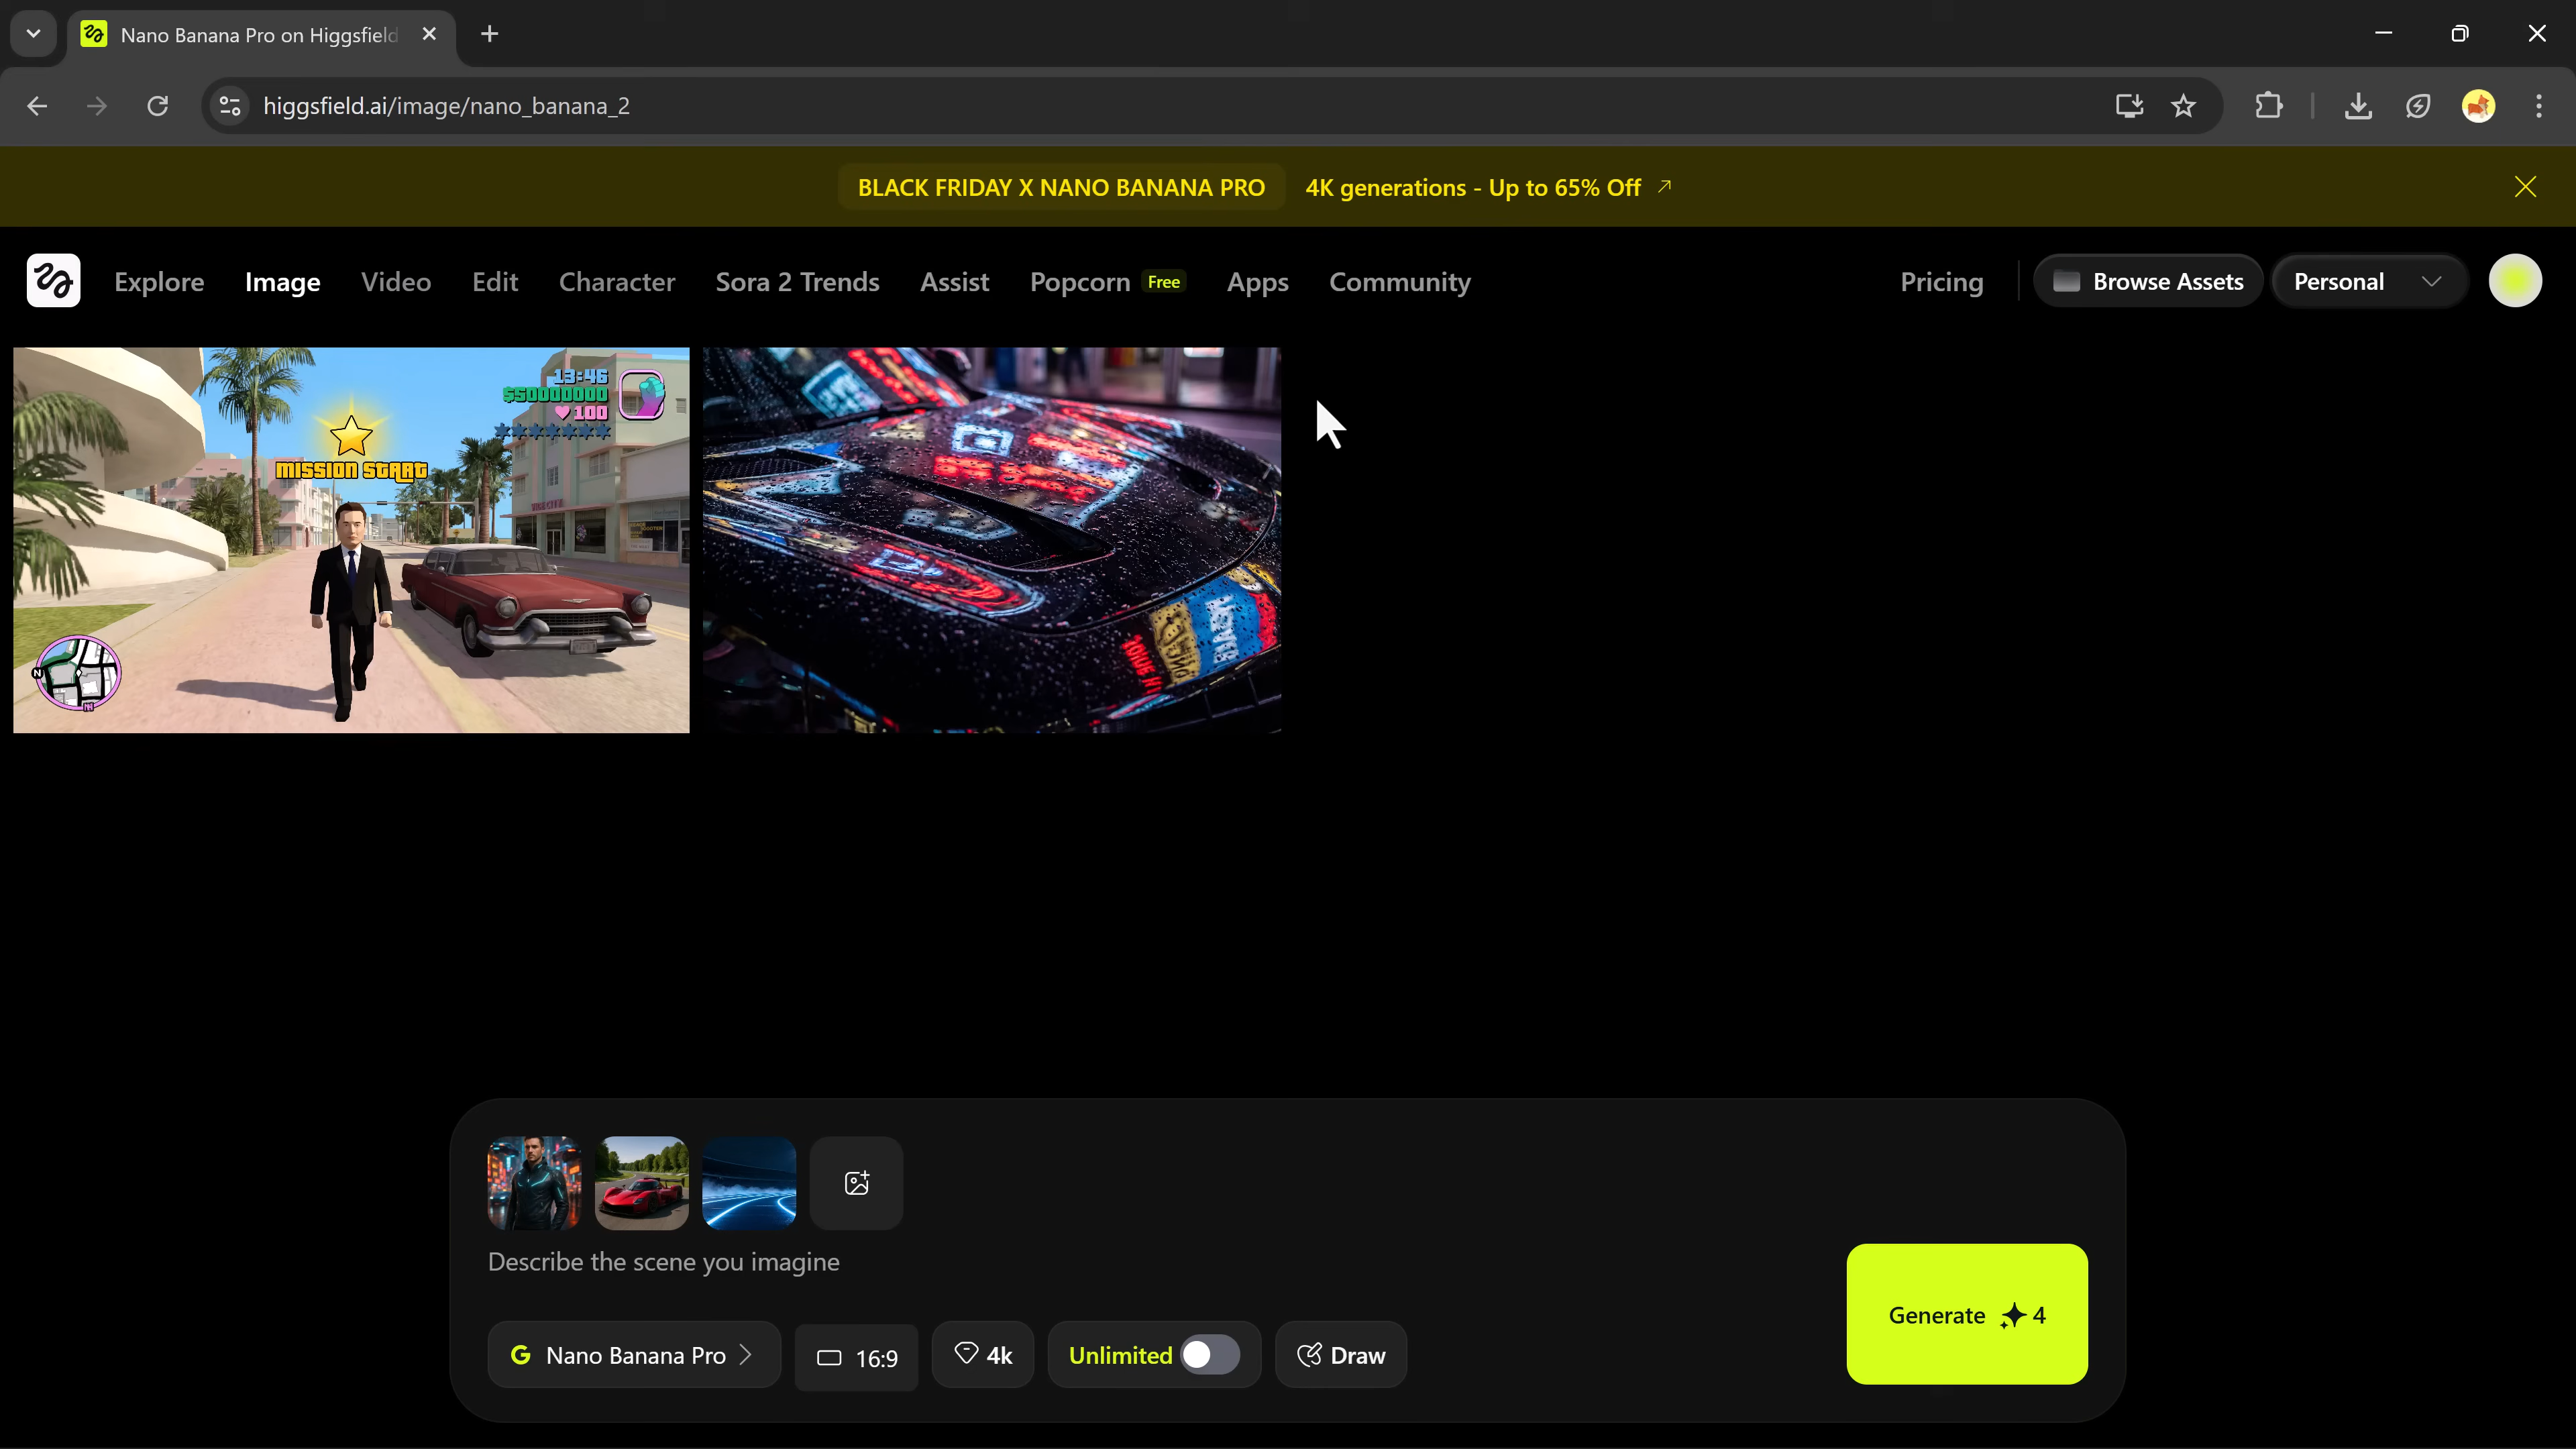 Nano Banana Pro on Higgsfield
higgsfield.ai/image/nano_banana_2
BLACK FRIDAY X NANO BANANA PRO 4K generations - Up to 65% Off
Explore Image Video Edit Character Sora 2 Trends Assist Popcorn Free Apps Community Pricing Browse Assets Personal
13:46
$50000000
100
MISSION START
N
Describe the scene you imagine
G Nano Banana Pro 16:9 4k Unlimited Draw
Generate 4